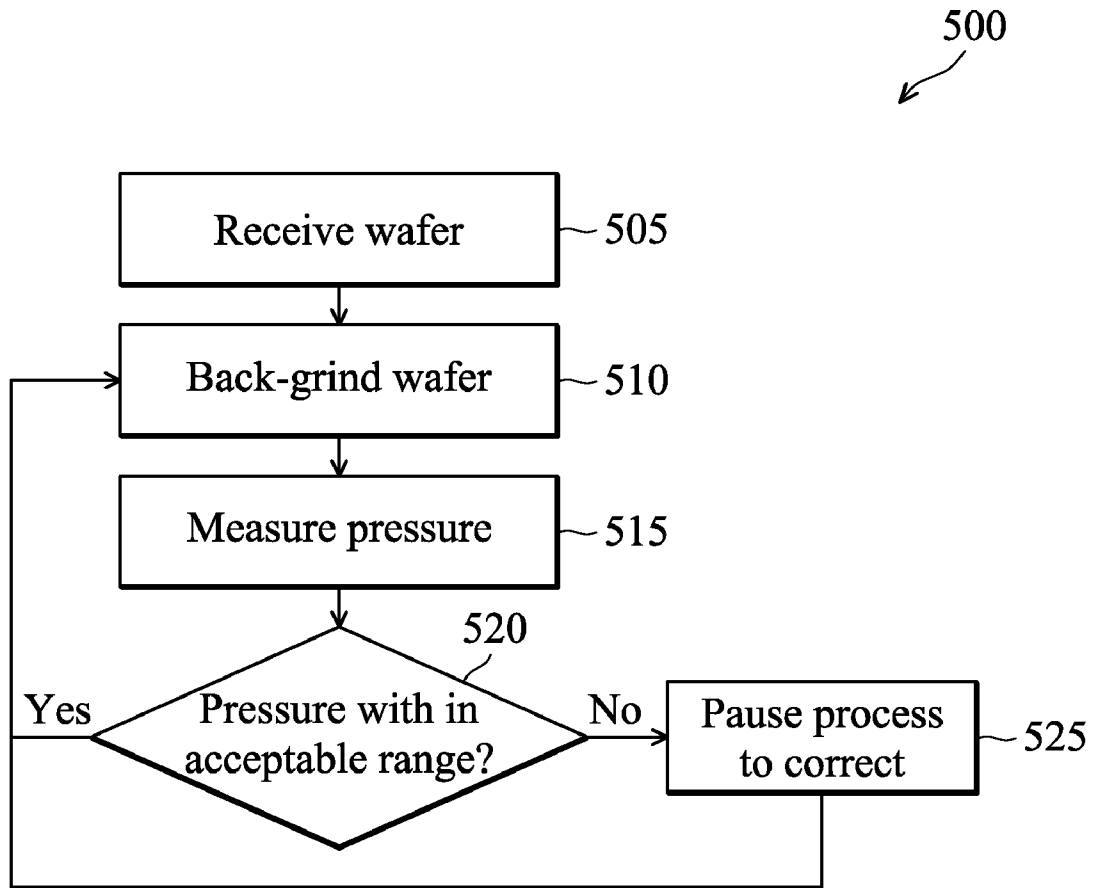 500
Receive wafer
505
Back-grind wafer
510
Measure pressure
515
520
Yes
Pressure with in
acceptable range?
No
Pause process
to correct
525